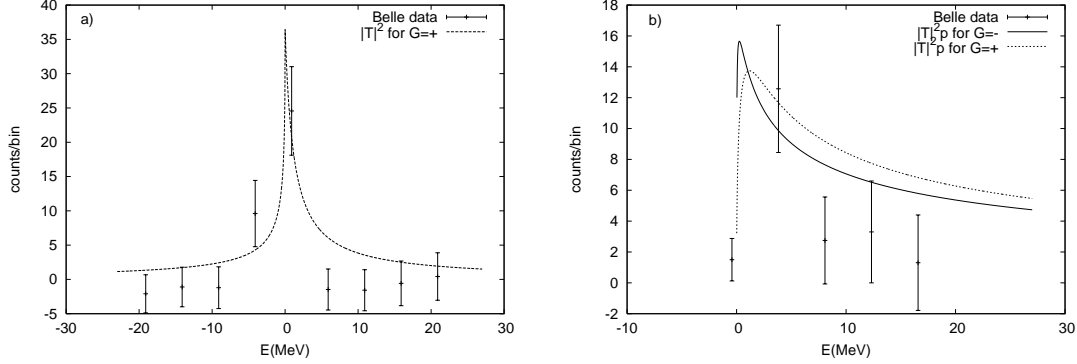 a)
Belle data
|T|² for G=+
40
35
30
25
20
15
10
5
0
-5
counts/bin
-30 -20 -10 0 10 20 30
E(MeV)
b)
Belle data
|T|²p for G=-
|T|²p for G=+
18
16
14
12
10
8
6
4
2
0
-2
counts/bin
-10 0 10 20 30
E(MeV)